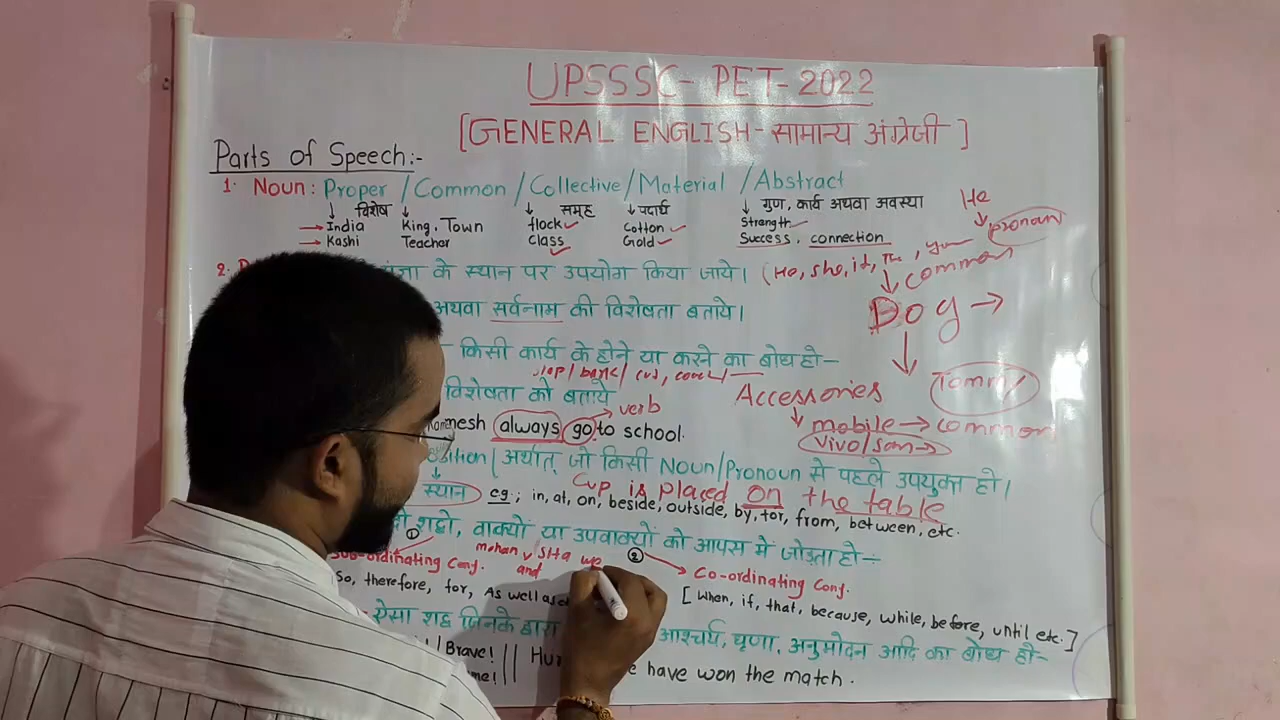 UPSSSC- PET- 2022
[GENERAL ENGLISH - सामान्य अंग्रेजी ]
Parts of Speech:-
1. Noun: Proper / Common / Collective / Material / Abstract
विशेष समूह पदार्थ गुण, कार्य अथवा अवस्था
India King, Town flock Cotton Strength
Kashi Teacher Class Gold Success, connection
He
pronoun
2. के स्थान पर उपयोग किया जाये। (He, she, it, you
common
Dog
अथवा सर्वनाम की विशेषता बताये।
किसी कार्य के होने या करने का बोध हो-
Tommy
विशेषता को बताये
Accessories
verb
mobile → common
mesh always go to school.
vivo/sam
अर्थात् जो किसी Noun/Pronoun से पहले उपयुक्त हो।
Cup is placed on the table
स्थान eg; in, at, on, beside, outside, by, for, from, between, etc.
शब्दो, वाक्यों या उपवाक्यों को आपस में जोड़ता हो÷
① ②
Sub-ordinating Conj. mohan and sita
Co-ordinating Conj.
So, therefore, for, As well as
[ When, if, that, because, while, before, until etc. ]
ऐसा शब्द जिनके द्वारा आश्चर्य, घृणा, अनुमोदन आदि का बोध हो-
Brave! || Hur
e have won the match.